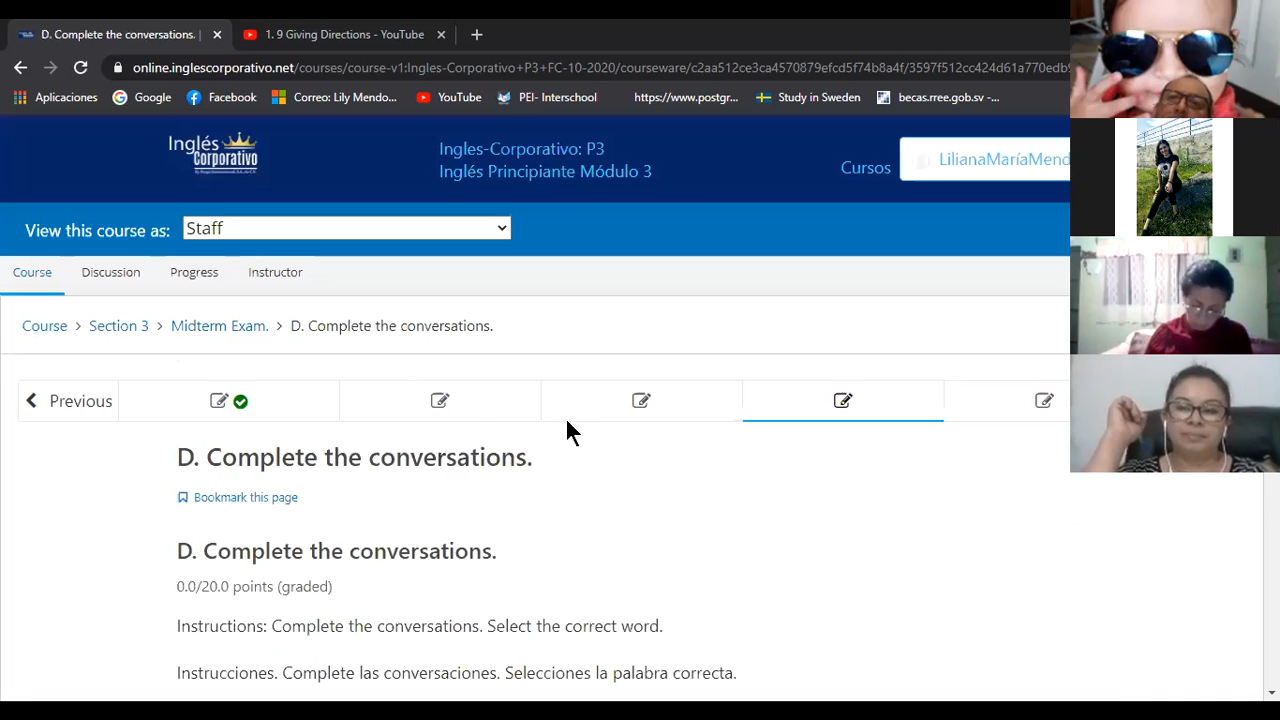 D. Complete the conversations. |
1. 9 Giving Directions - YouTube
online.inglescorporativo.net/courses/course-v1:Ingles-Corporativo+P3+FC-10-2020/courseware/c2aa512ce3ca45f0879efcd5f74b8a4f/3597f512cc424d61a770edb9
Aplicaciones
Google
Facebook
Correo: Lily Mendo...
YouTube
PEI- Interschool
https://www.postgr...
Study in Sweden
becas.rree.gob.sv –...
Inglés
Corporativo
Ingles-Corporativo: P3
Inglés Principiante Módulo 3
Cursos
LilianaMaríaMend
View this course as:
Staff
Course
Discussion
Progress
Instructor
Course > Section 3 > Midterm Exam. > D. Complete the conversations.
Previous
D. Complete the conversations.
Bookmark this page
D. Complete the conversations.
0.0/20.0 points (graded)
Instructions: Complete the conversations. Select the correct word.
Instrucciones. Complete las conversaciones. Selecciones la palabra correcta.